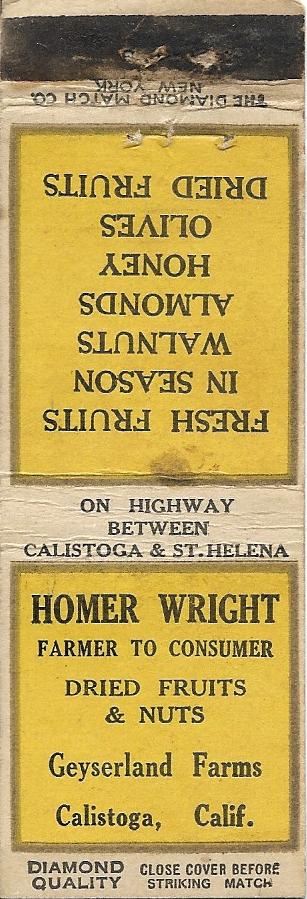 THE DIAMOND MATCH CO.
NEW YORK
FRESH FRUITS
IN SEASON
WALNUTS
ALMONDS
HONEY
OLIVES
DRIED FRUITS
ON HIGHWAY
BETWEEN
CALISTOGA & ST. HELENA
HOMER WRIGHT
FARMER TO CONSUMER
DRIED FRUITS
& NUTS
Geyserland Farms
Calistoga, Calif.
DIAMOND QUALITY
CLOSE COVER BEFORE STRIKING MATCH